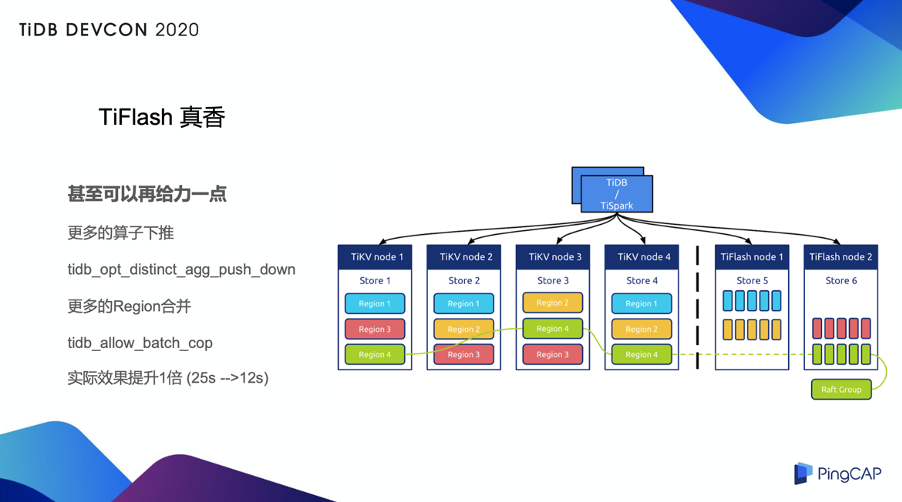 TiDB DEVCON 2020
TiFlash 真香
甚至可以再给力一点
更多的算子下推
tidb_opt_distinct_agg_push_down
更多的Region合并
tidb_allow_batch_cop
实际效果提升1倍 (25s -->12s)
TiDB
/
TiSpark
TiKV node 1
TiKV node 2
TiKV node 3
TiKV node 4
TiFlash node 1
TiFlash node 2
Store 1
Store 2
Store 3
Store 4
Store 5
Store 6
Region 1
Region 1
Region 2
Region 1
Region 3
Region 2
Region 4
Region 2
Region 4
Region 3
Region 3
Region 4
Raft Group
PingCAP